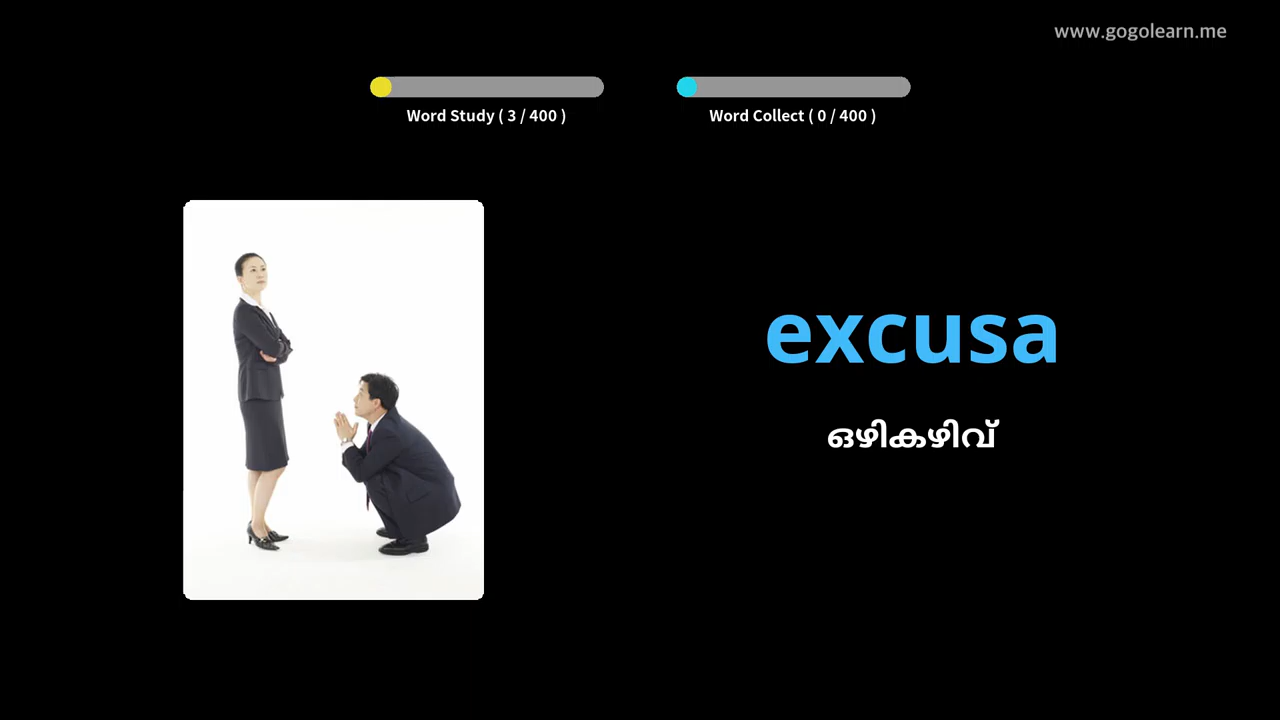 www.gogolearn.me
Word Study ( 3 / 400 )
Word Collect ( 0 / 400 )
excusa
ഒഴികഴിവ്